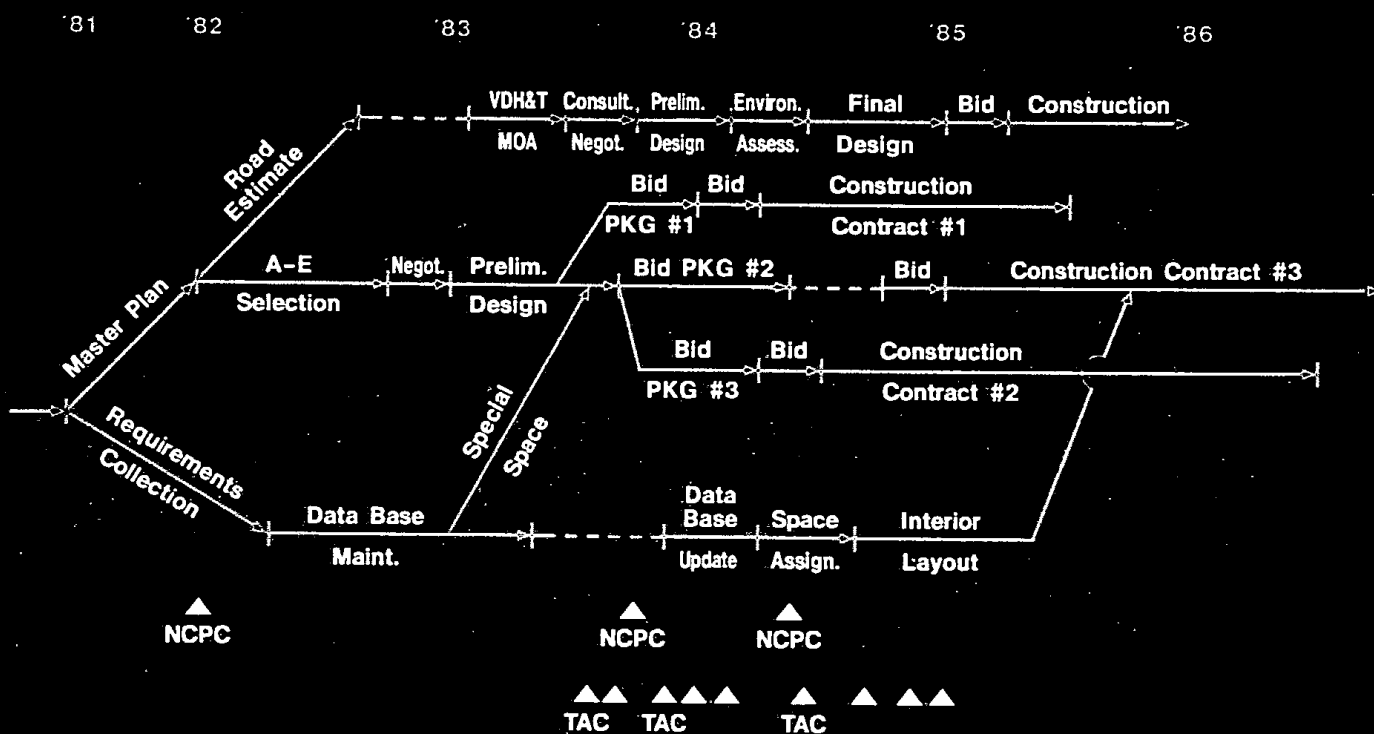 '81 '82 '83 '84 '85 '86
VDH&T Consult. Prelim. Environ. Final Bid Construction
MOA Negot. Design Assess. Design
Road
Estimate
Bid Bid Construction
PKG #1 Contract #1
A-E Negot. Prelim. Bid PKG #2 Bid Construction Contract #3
Selection Design
Master Plan
Bid Bid Construction
PKG #3 Contract #2
Special
Space
Requirements
Collection
Data Base
Maint.
Data
Base Space Interior
Update Assign. Layout
NCPC NCPC NCPC
TAC TAC TAC